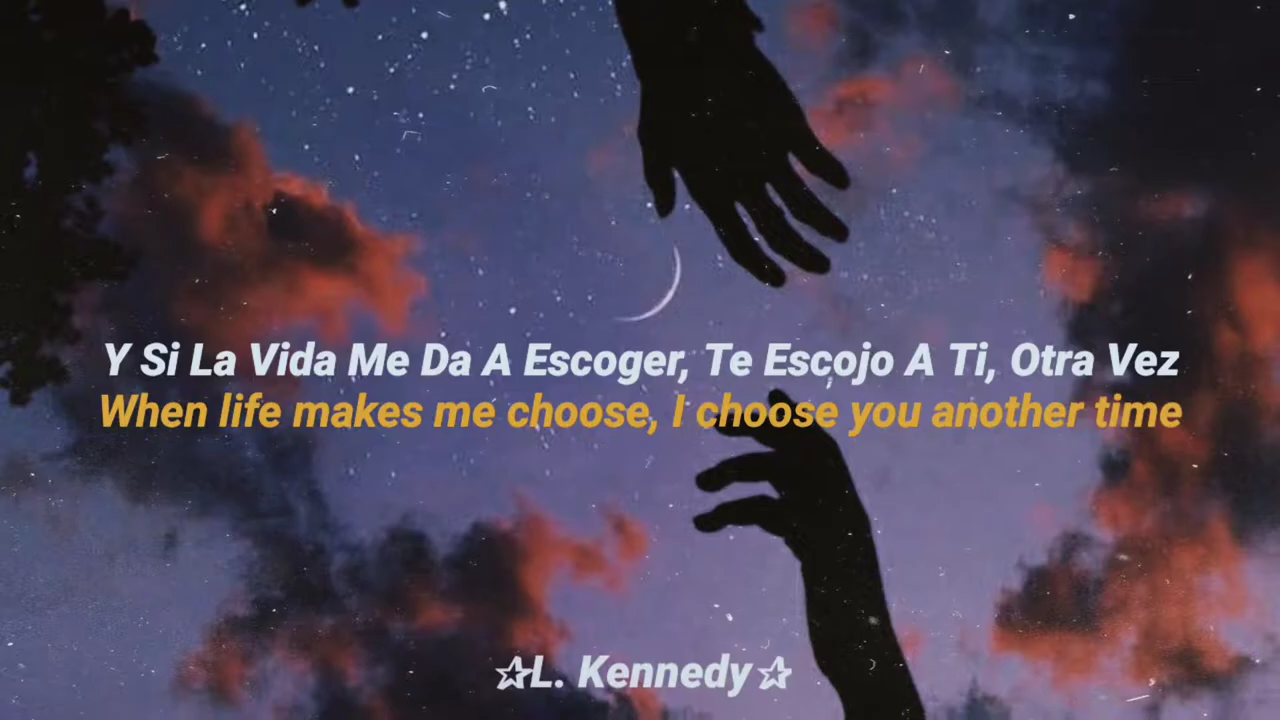 Y Si La Vida Me Da A Escoger, Te Escojo A Ti, Otra Vez
When life makes me choose, I choose you another time
✰L. Kennedy✰